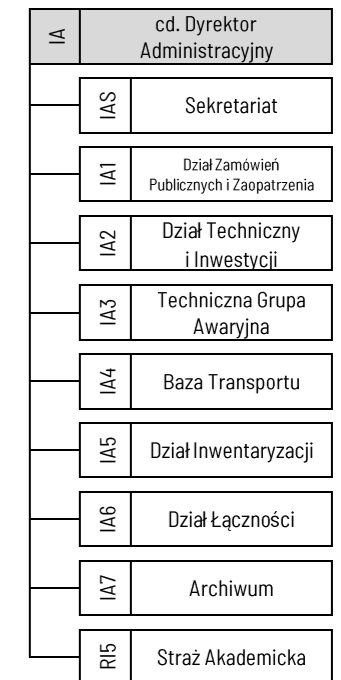 IA
cd. Dyrektor
Administracyjny
IAS
Sekretariat
IA1
Dział Zamówień
Publicznych i Zaopatrzenia
IA2
Dział Techniczny
i Inwestycji
IA3
Techniczna Grupa
Awaryjna
IA4
Baza Transportu
IA5
Dział Inwentaryzacji
IA6
Dział Łączności
IA7
Archiwum
RI5
Straż Akademicka